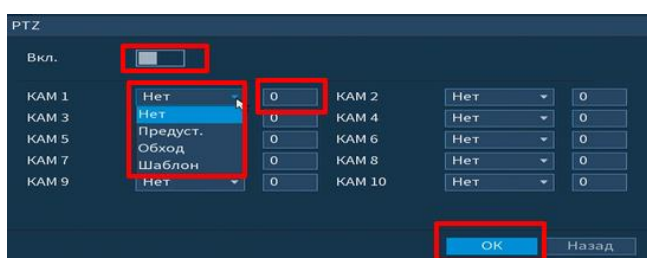 PTZ
Вкл.
КАМ 1 Нет 0 КАМ 2 Нет 0
КАМ 3 Нет 0 КАМ 4 Нет 0
Предуст.
КАМ 5 0 КАМ 6 Нет 0
Обход
КАМ 7 Шаблон 0 КАМ 8 Нет 0
КАМ 9 Нет 0 КАМ 10 Нет 0
ОК Назад